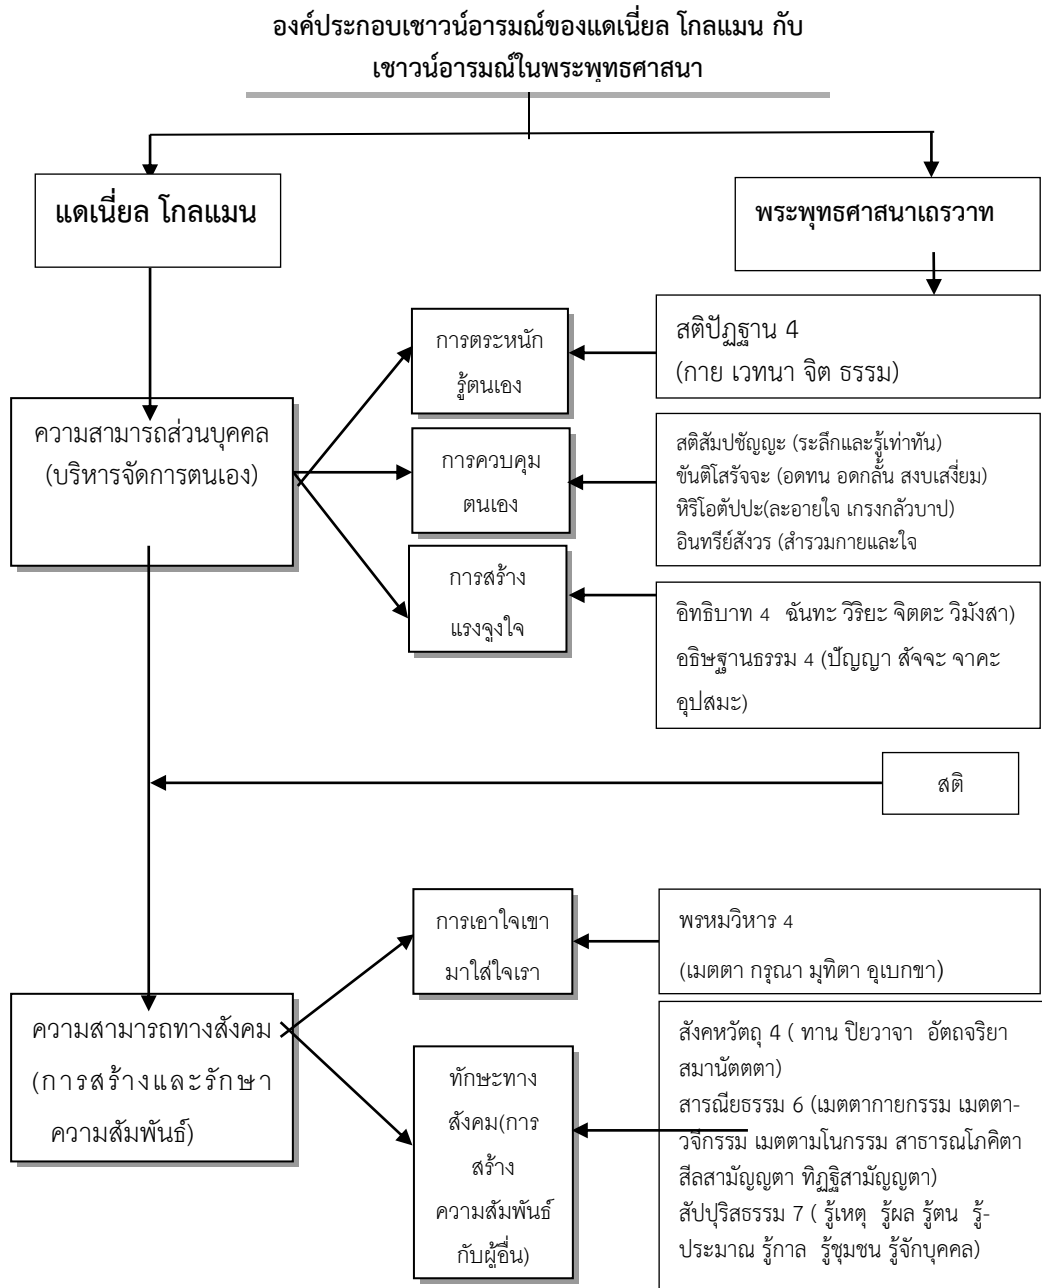 องค์ประกอบเชาวน์อารมณ์ของแดเนี่ยล โกลแมน กับ
เชาวน์อารมณ์ในพระพุทธศาสนา
แดเนี่ยล โกลแมน
พระพุทธศาสนาเถรวาท
การตระหนัก
รู้ตนเอง
สติปัฏฐาน 4
(กาย เวทนา จิต ธรรม)
ความสามารถส่วนบุคคล
(บริหารจัดการตนเอง)
การควบคุม
ตนเอง
สติสัมปชัญญะ (ระลึกและรู้เท่าทัน)
ขันติโสรัจจะ (อดทน อดกลั้น สงบเสงี่ยม)
หิริโอตัปปะ(ละอายใจ เกรงกลัวบาป)
อินทรีย์สังวร (สำรวมกายและใจ
การสร้าง
แรงจูงใจ
อิทธิบาท 4 ฉันทะ วิริยะ จิตตะ วิมังสา)
อธิษฐานธรรม 4 (ปัญญา สัจจะ จาคะ
อุปสมะ)
สติ
การเอาใจเขา
มาใส่ใจเรา
พรหมวิหาร 4
(เมตตา กรุณา มุทิตา อุเบกขา)
ความสามารถทางสังคม
(การสร้างและรักษา
ความสัมพันธ์)
ทักษะทาง
สังคม(การ
สร้าง
ความสัมพันธ์
กับผู้อื่น)
สังคหวัตถุ 4 ( ทาน ปิยวาจา อัตถจริยา
สมานัตตตา)
สารณียธรรม 6 (เมตตากายกรรม เมตตา-
วจีกรรม เมตตามโนกรรม สาธารณโภคิตา
สีลสามัญญตา ทิฏฐิสามัญญตา)
สัปปุริสธรรม 7 ( รู้เหตุ รู้ผล รู้ตน รู้-
ประมาณ รู้กาล รู้ชุมชน รู้จักบุคคล)